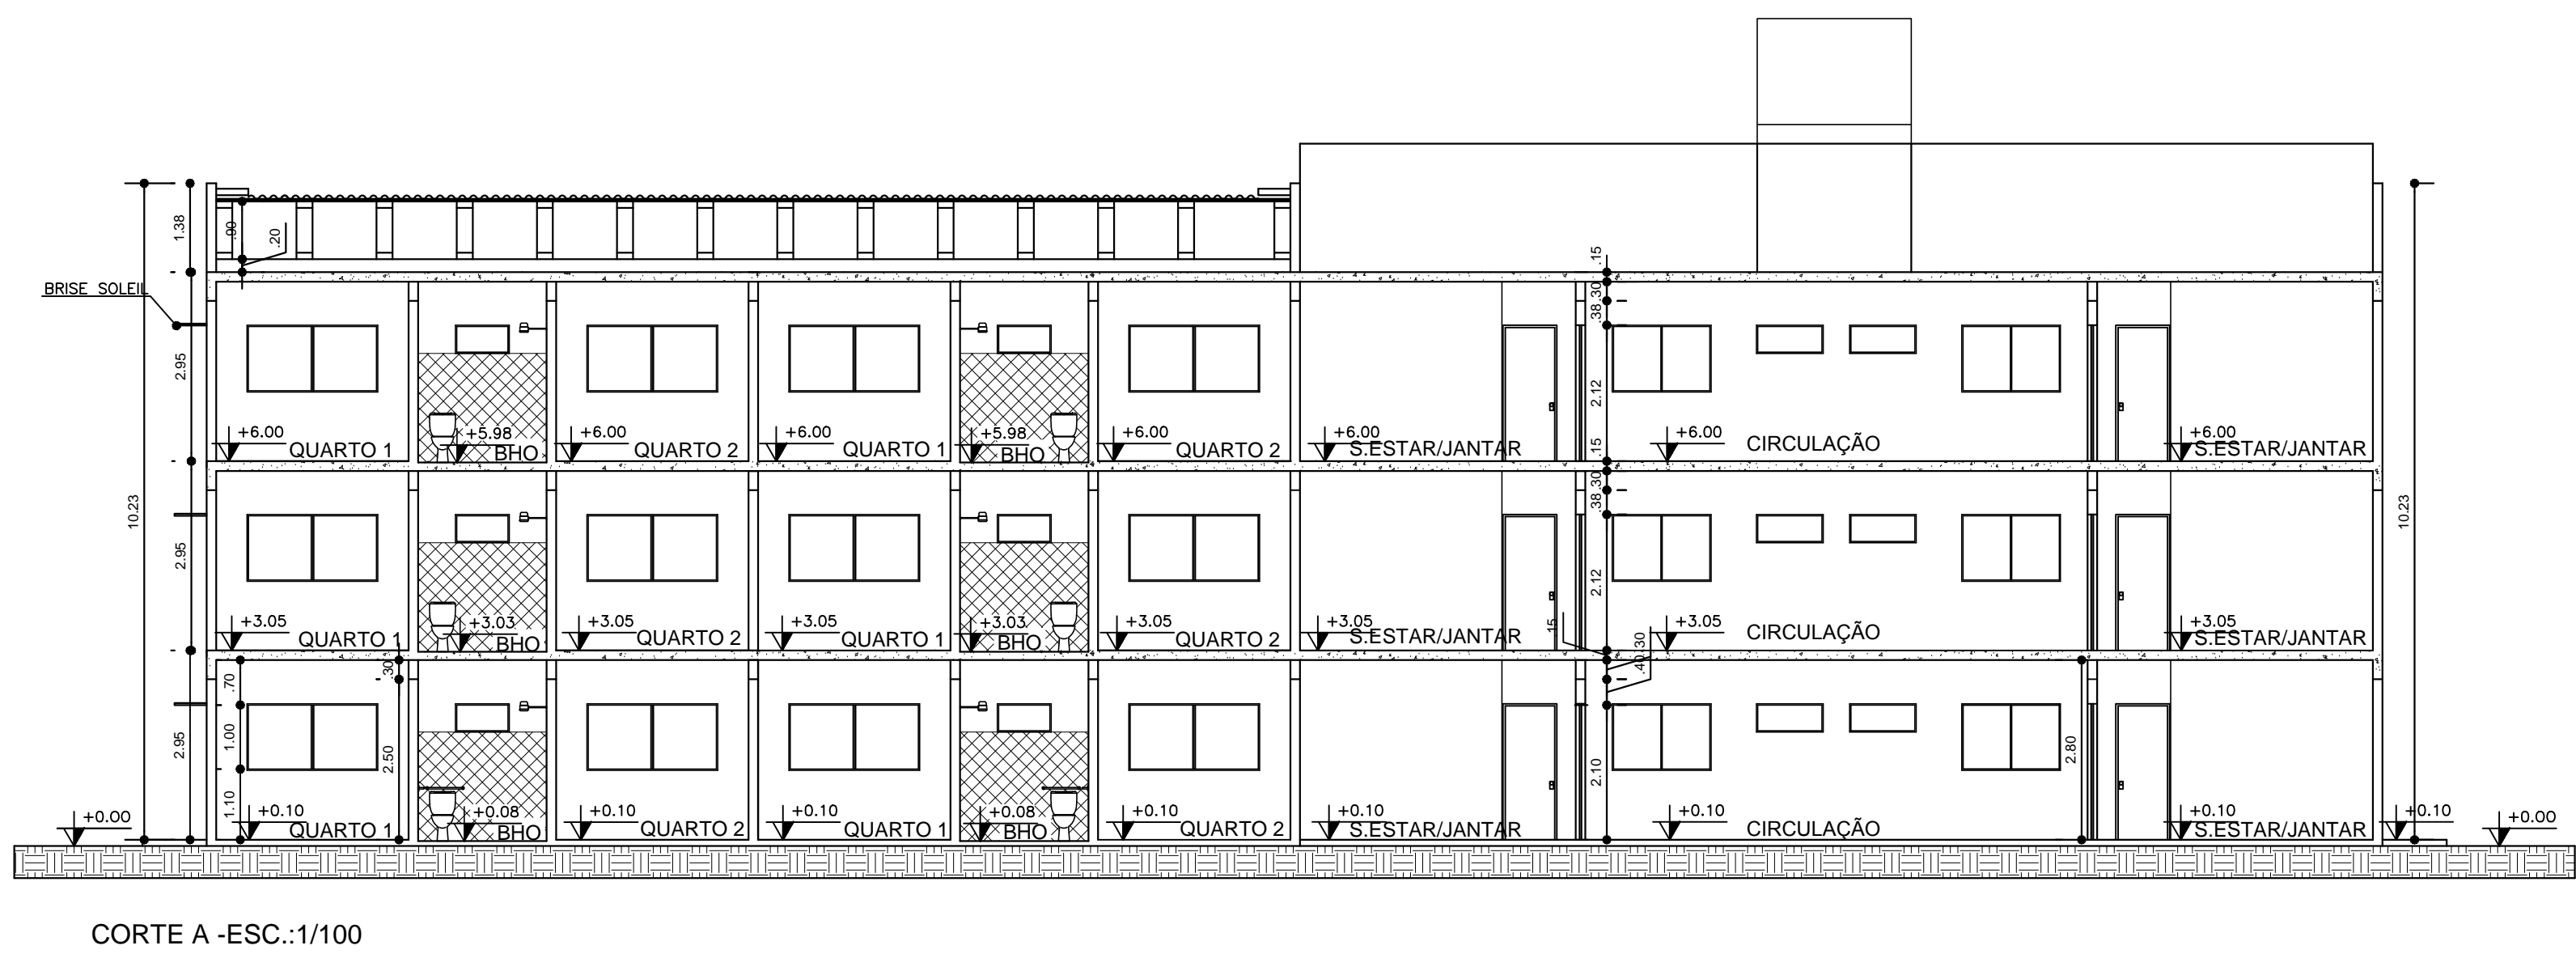 1.38
.90
.20
.15
BRISE SOLEIL
.30
.38
2.95
2.12
+6.00
QUARTO 1
+5.98
BHO
+6.00
QUARTO 2
+6.00
QUARTO 1
+5.98
BHO
+6.00
QUARTO 2
+6.00
S.ESTAR/JANTAR
.15
+6.00
CIRCULAÇÃO
+6.00
S.ESTAR/JANTAR
10.23
.30
.38
10.23
2.95
2.12
+3.05
QUARTO 1
+3.03
BHO
+3.05
QUARTO 2
+3.05
QUARTO 1
+3.03
BHO
+3.05
QUARTO 2
+3.05
S.ESTAR/JANTAR
.15
+3.05
CIRCULAÇÃO
+3.05
S.ESTAR/JANTAR
.30
.40
.30
.70
1.00
2.95
2.50
2.10
2.80
1.10
+0.00
+0.10
QUARTO 1
+0.08
BHO
+0.10
QUARTO 2
+0.10
QUARTO 1
+0.08
BHO
+0.10
QUARTO 2
+0.10
S.ESTAR/JANTAR
+0.10
CIRCULAÇÃO
+0.10
S.ESTAR/JANTAR
+0.10
+0.00
CORTE A -ESC.:1/100